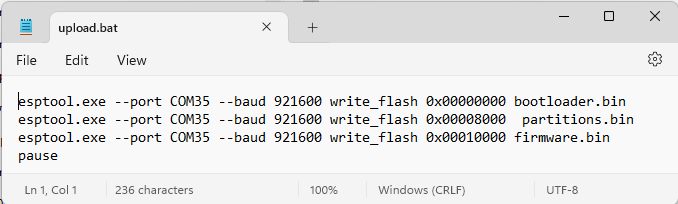 upload.bat
File Edit View
esptool.exe --port COM35 --baud 921600 write_flash 0x00000000 bootloader.bin
esptool.exe --port COM35 --baud 921600 write_flash 0x00008000  partitions.bin
esptool.exe --port COM35 --baud 921600 write_flash 0x00010000 firmware.bin
pause
Ln 1, Col 1 236 characters 100% Windows (CRLF) UTF-8